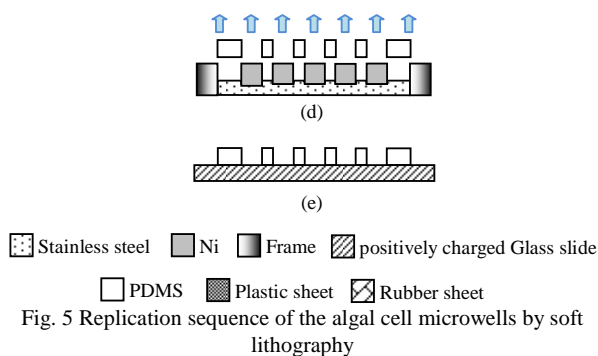 (d)
(e)
Stainless steel Ni Frame positively charged Glass slide
PDMS Plastic sheet Rubber sheet
Fig. 5 Replication sequence of the algal cell microwells by soft
lithography